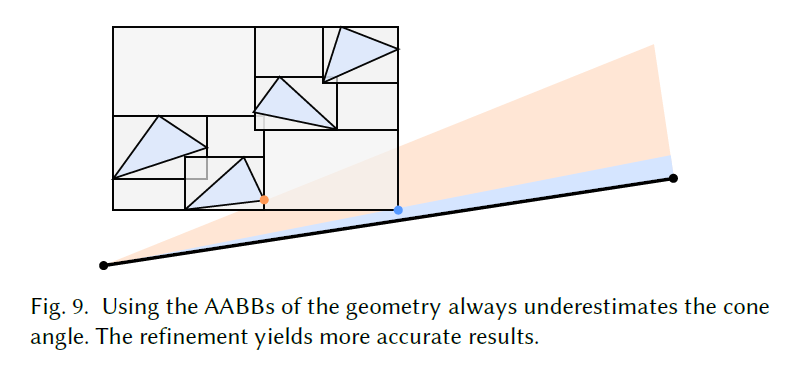 Fig. 9. Using the AABBs of the geometry always underestimates the cone
angle. The refinement yields more accurate results.